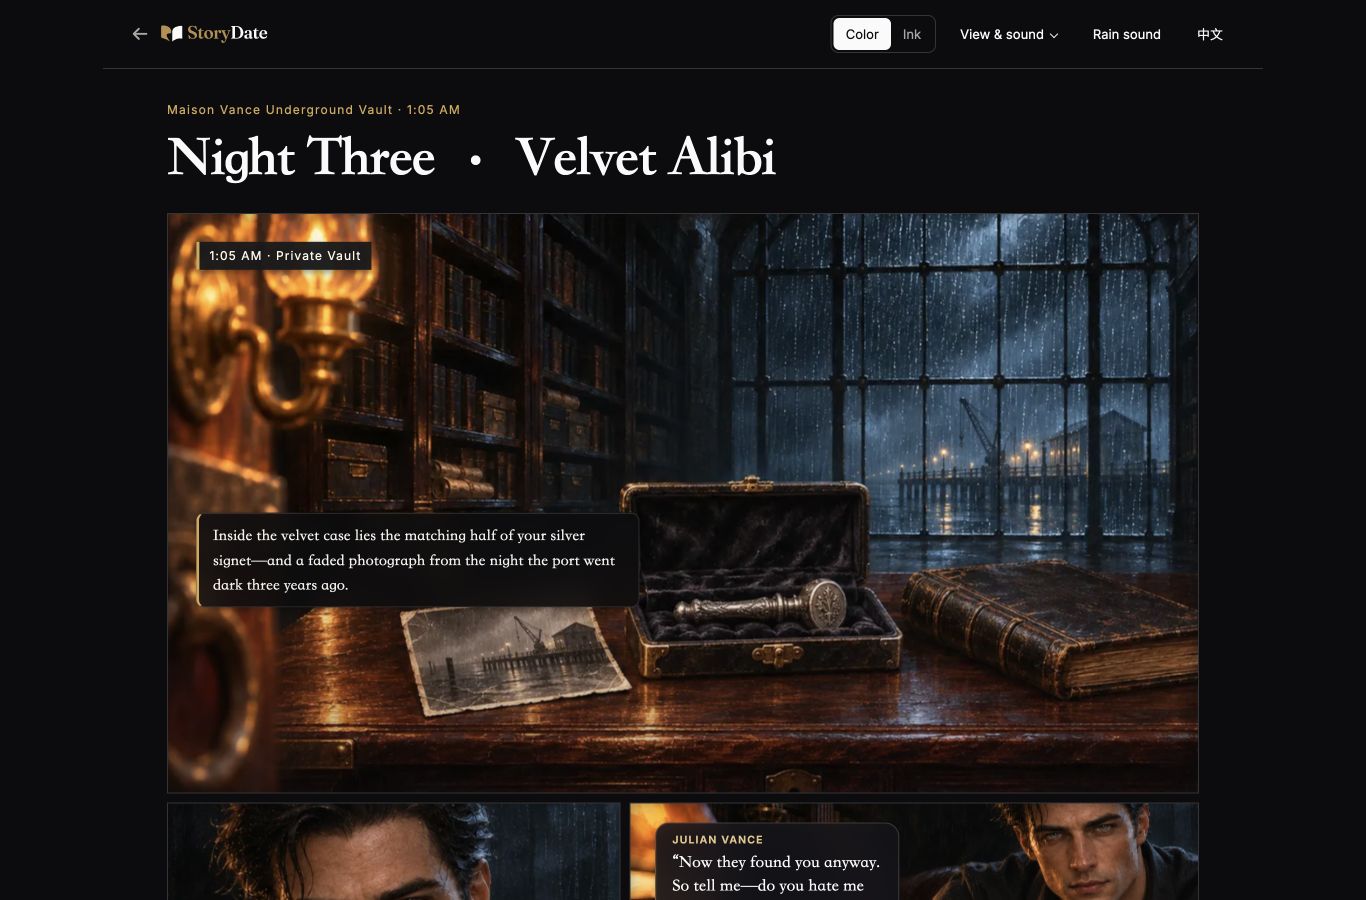 StoryDate
Color
Ink
View & sound
Rain sound
中文
Maison Vance Underground Vault · 1:05 AM
Night Three · Velvet Alibi
1:05 AM · Private Vault
Inside the velvet case lies the matching half of your silver
signet—and a faded photograph from the night the port went
dark three years ago.
JULIAN VANCE
“Now they found you anyway.
So tell me—do you hate me